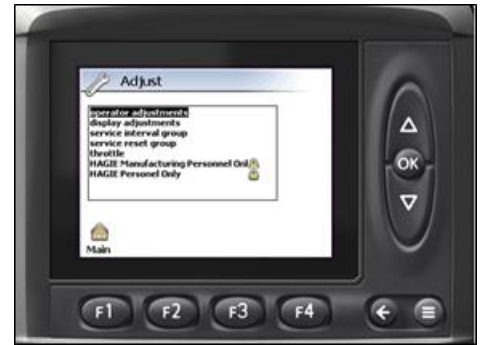 Adjust
operator adjustments
display adjustments
service interval group
service reset group
throttle
HAGIE Manufacturing Personnel Onl
HAGIE Personel Only
Main
OK
F1 F2 F3 F4